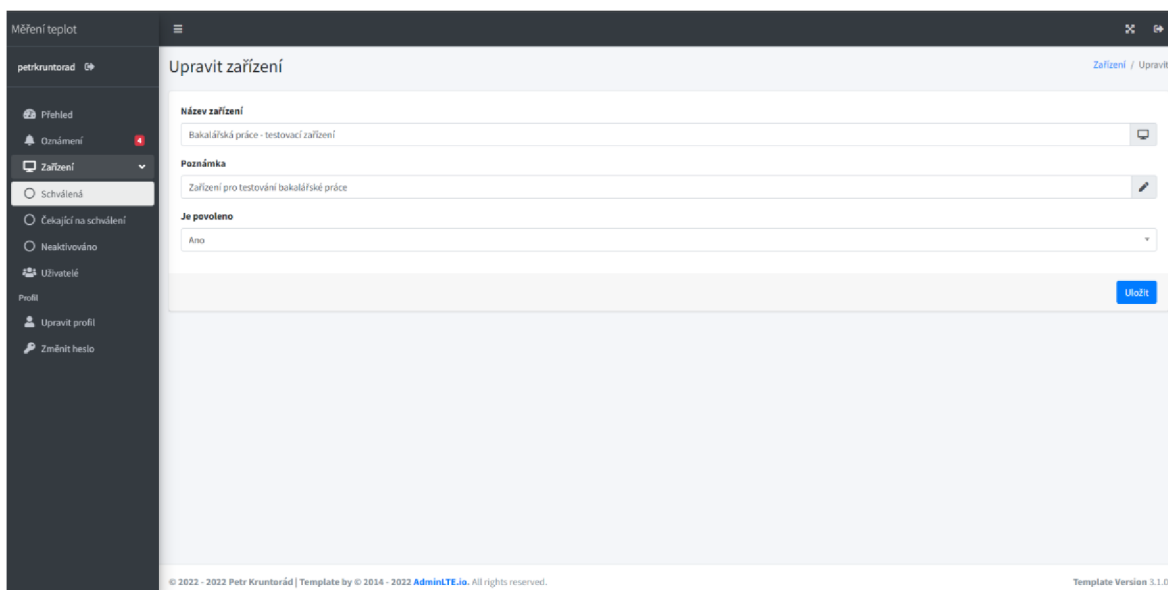 Měření teplot
petrkruntorad
Upravit zařízení
Zařízení / Upravit
Přehled
Oznámení 4
Zařízení
Schválená
Čekající na schválení
Neaktivováno
Uživatelé
Profil
Upravit profil
Změnit heslo
Název zařízení
Bakalářská práce - testovací zařízení
Poznámka
Zařízení pro testování bakalářské práce
Je povoleno
Ano
Uložit
© 2022 - 2022 Petr Kruntorád | Template by © 2014 - 2022 AdminLTE.io. All rights reserved.
Template Version 3.1.0